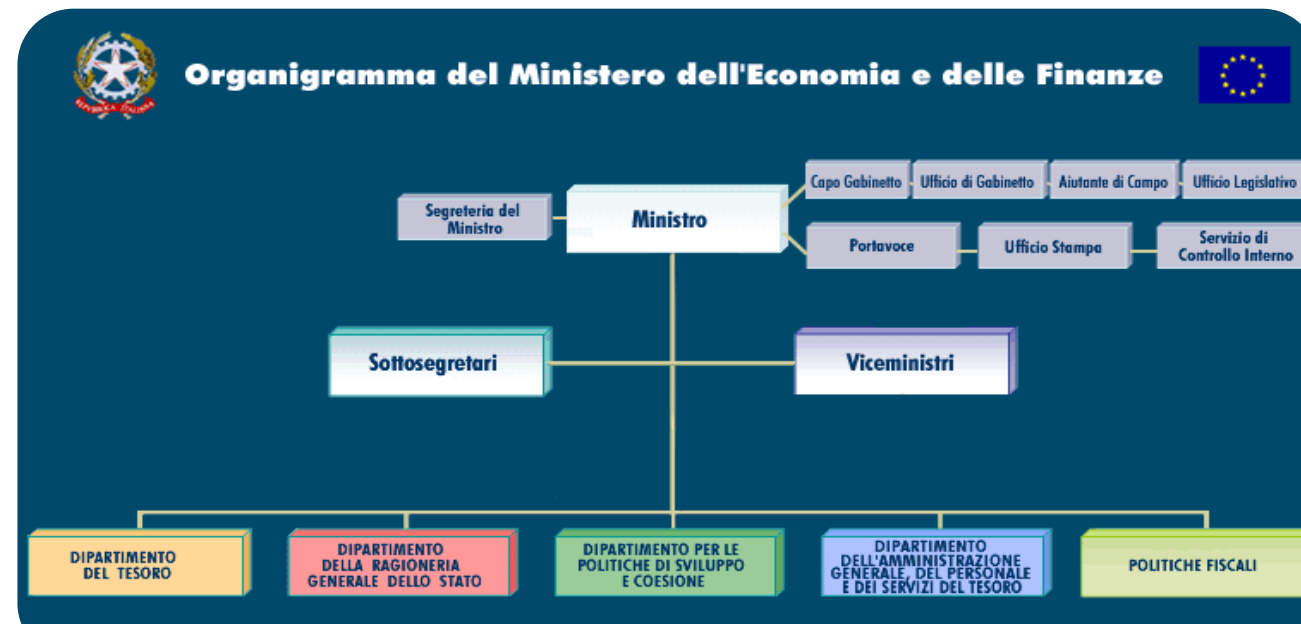 Organigramma del Ministero dell'Economia e delle Finanze
REPVBBLICA ITALIANA
Capo Gabinetto
Ufficio di Gabinetto
Aiutante di Campo
Ufficio Legislativo
Segreteria del
Ministro
Ministro
Portavoce
Ufficio Stampa
Servizio di
Controllo Interno
Sottosegretari
Viceministri
DIPARTIMENTO
DEL TESORO
DIPARTIMENTO
DELLA RAGIONERIA
GENERALE DELLO STATO
DIPARTIMENTO PER LE
POLITICHE DI SVILUPPO
E COESIONE
DIPARTIMENTO
DELL'AMMINISTRAZIONE
GENERALE, DEL PERSONALE
E DEI SERVIZI DEL TESORO
POLITICHE FISCALI